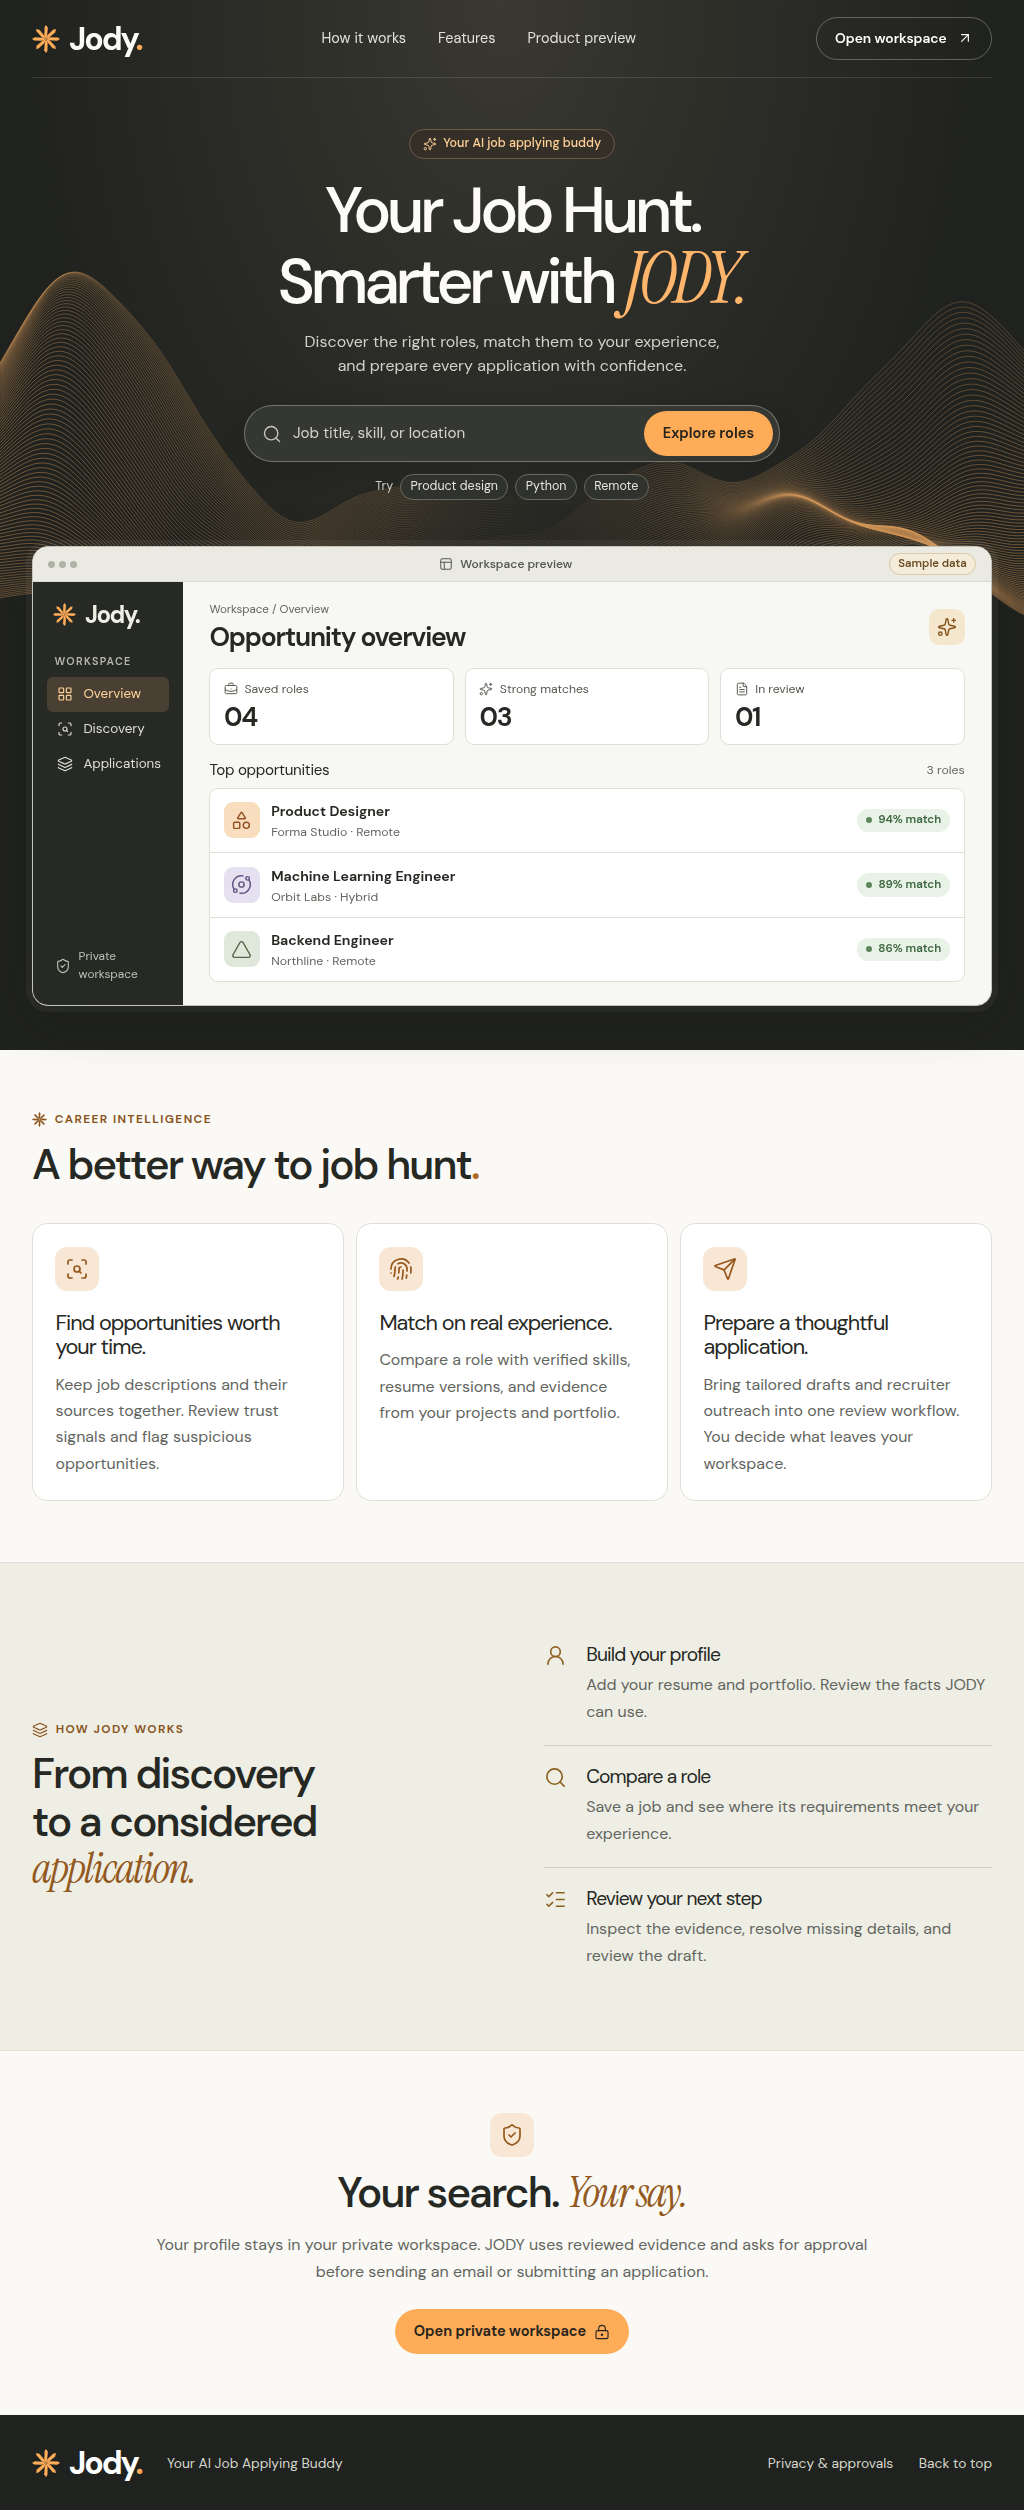 Jody.
How it works
Features
Product preview
Open workspace
Your AI job applying buddy
Your Job Hunt.
Smarter with JODY.
Discover the right roles, match them to your experience,
and prepare every application with confidence.
Job title, skill, or location
Explore roles
Try
Product design
Python
Remote
Workspace preview
Sample data
Jody.
WORKSPACE
Overview
Discovery
Applications
Private
workspace
Workspace / Overview
Opportunity overview
Saved roles
04
Strong matches
03
In review
01
Top opportunities
3 roles
Product Designer
Forma Studio · Remote
94% match
Machine Learning Engineer
Orbit Labs · Hybrid
89% match
Backend Engineer
Northline · Remote
86% match
CAREER INTELLIGENCE
A better way to job hunt.
Find opportunities worth
your time.
Keep job descriptions and their
sources together. Review trust
signals and flag suspicious
opportunities.
Match on real experience.
Compare a role with verified skills,
resume versions, and evidence
from your projects and portfolio.
Prepare a thoughtful
application.
Bring tailored drafts and recruiter
outreach into one review workflow.
You decide what leaves your
workspace.
HOW JODY WORKS
From discovery
to a considered
application.
Build your profile
Add your resume and portfolio. Review the facts JODY
can use.
Compare a role
Save a job and see where its requirements meet your
experience.
Review your next step
Inspect the evidence, resolve missing details, and
review the draft.
Your search. Your say.
Your profile stays in your private workspace. JODY uses reviewed evidence and asks for approval
before sending an email or submitting an application.
Open private workspace
Jody.
Your AI Job Applying Buddy
Privacy & approvals
Back to top